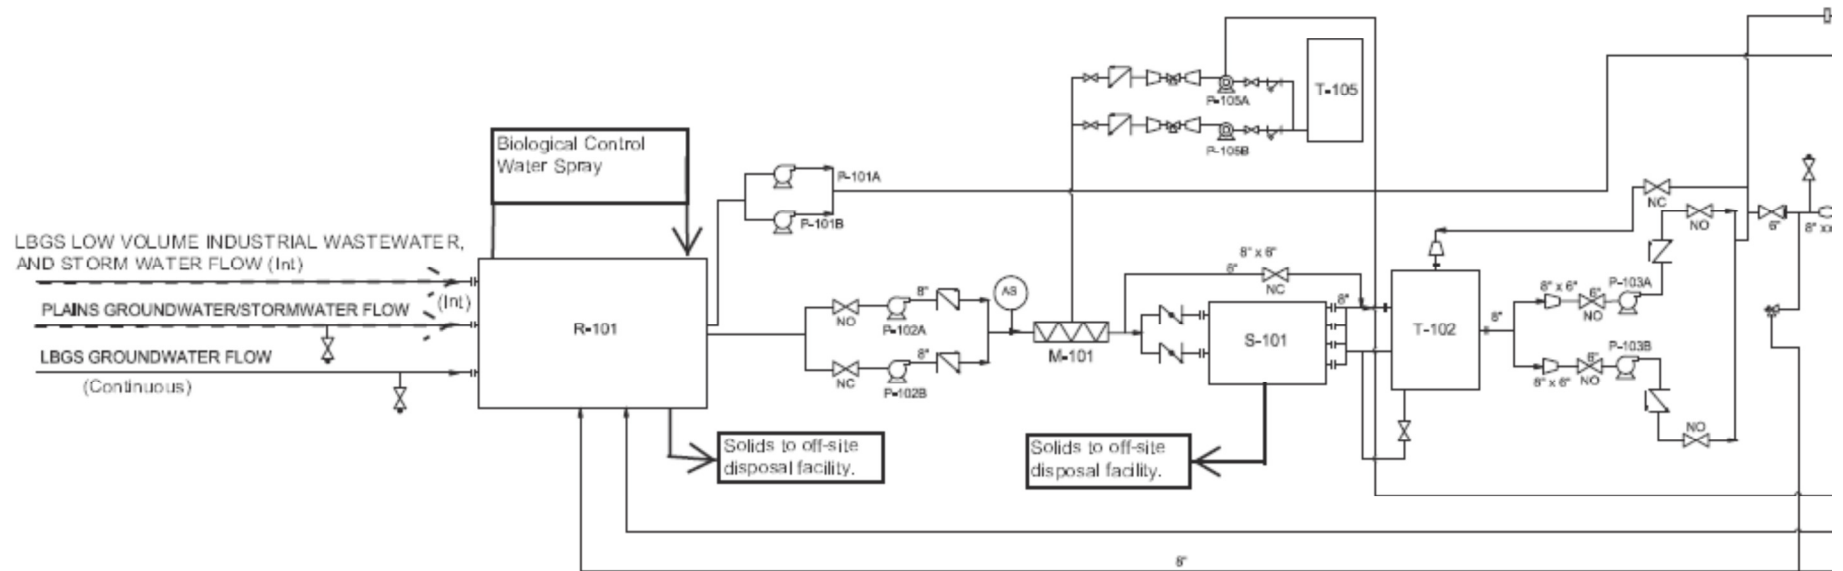 T-105
P-105A
P-105B
Biological Control
Water Spray
P-101A
P-101B
NC
NO
6"
8" xx
LBGS LOW VOLUME INDUSTRIAL WASTEWATER,
AND STORM WATER FLOW (Int)
(Int)
PLAINS GROUNDWATER/STORMWATER FLOW
LBGS GROUNDWATER FLOW
(Continuous)
R-101
NO
P-102A
8"
NC
P-102B
8"
AS
M-101
8" x 6"
6"
NC
S-101
8"
T-102
8"
8" x 6"
6"
NO
P-103A
8" x 6"
6"
NO
P-103B
NO
Solids to off-site
disposal facility.
Solids to off-site
disposal facility.
6"